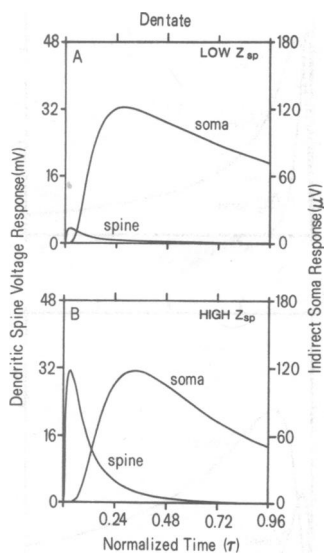 Dentate
A
LOW Z sp
48
32
16
0
180
120
60
0
soma
spine
B
HIGH Z sp
48
32
16
0
180
120
60
0
soma
spine
0.24
0.48
0.72
0.96
Normalized Time (τ)
Dendritic Spine Voltage Response(mV)
Indirect Soma Response(μV)